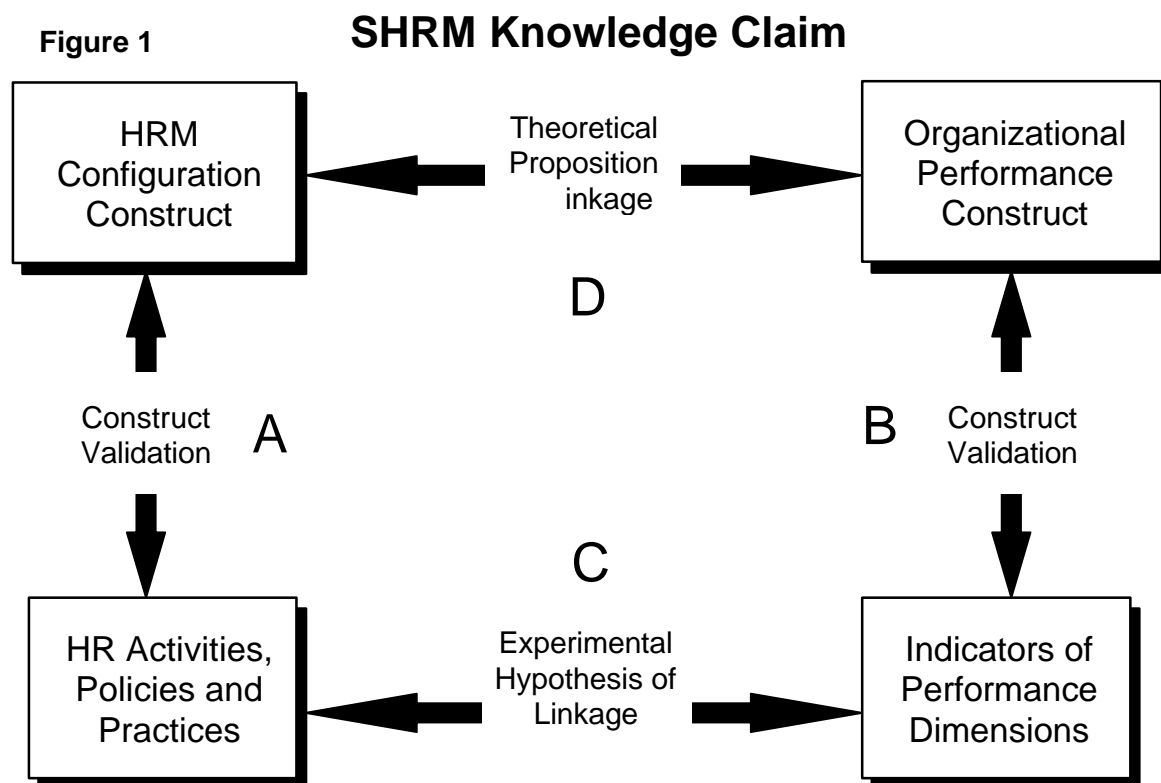 Figure 1
SHRM Knowledge Claim
HRM
Configuration
Construct
Theoretical
Proposition
inkage
Organizational
Performance
Construct
D
Construct
Validation
A
B
Construct
Validation
C
HR Activities,
Policies and
Practices
Experimental
Hypothesis of
Linkage
Indicators of
Performance
Dimensions